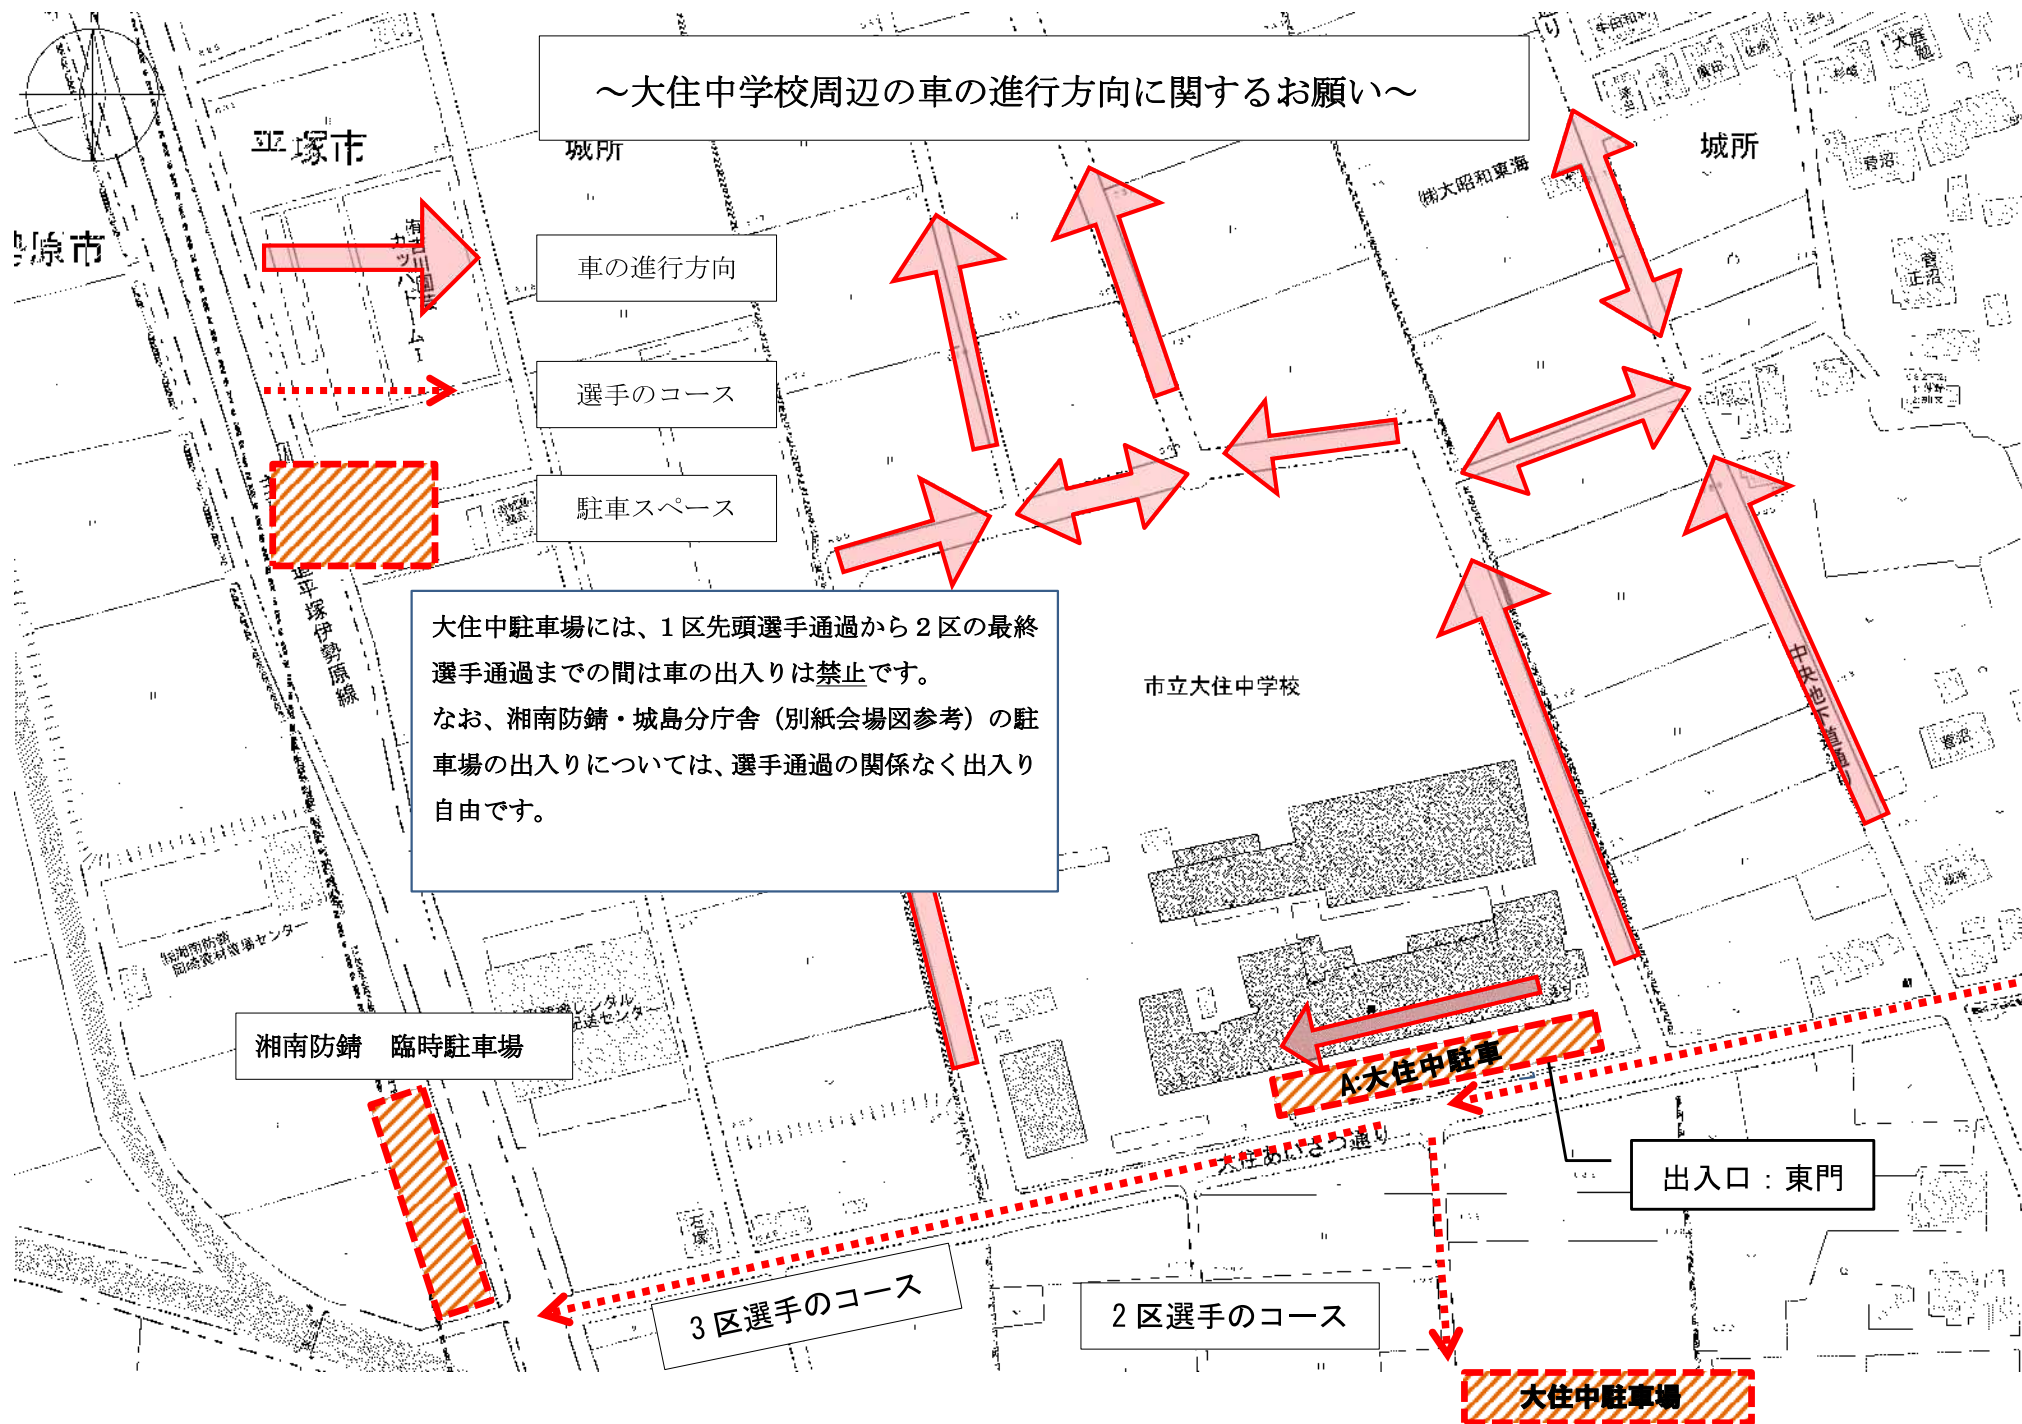 ～大住中学校周辺の車の進行方向に関するお願い～
平塚市
城所
城所
原市
(株)大昭和東海
菅沼
菅沼
正沼
車の進行方向
選手のコース
駐車スペース
平塚伊勢原線
大住中駐車場には、１区先頭選手通過から２区の最終
選手通過までの間は車の出入りは禁止です。
なお、湘南防錆・城島分庁舎（別紙会場図参考）の駐
車場の出入りについては、選手通過の関係なく出入り
自由です。
市立大住中学校
湘南防錆　臨時駐車場
A.大住中駐車
大住あいさつ通り
出入口：東門
石塚
３区選手のコース
２区選手のコース
大住中駐車場